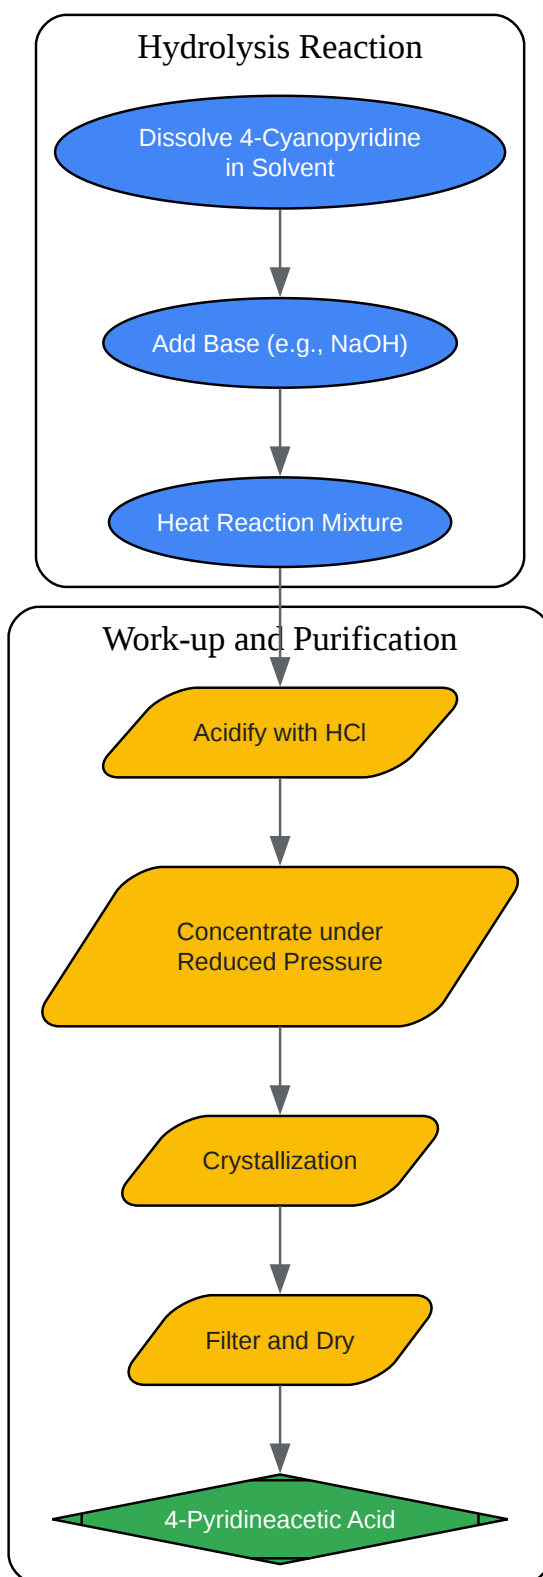 Hydrolysis Reaction
Dissolve 4-Cyanopyridine
in Solvent
Add Base (e.g., NaOH)
Heat Reaction Mixture
Work-up and Purification
Acidify with HCl
Concentrate under
Reduced Pressure
Crystallization
Filter and Dry
4-Pyridineacetic Acid